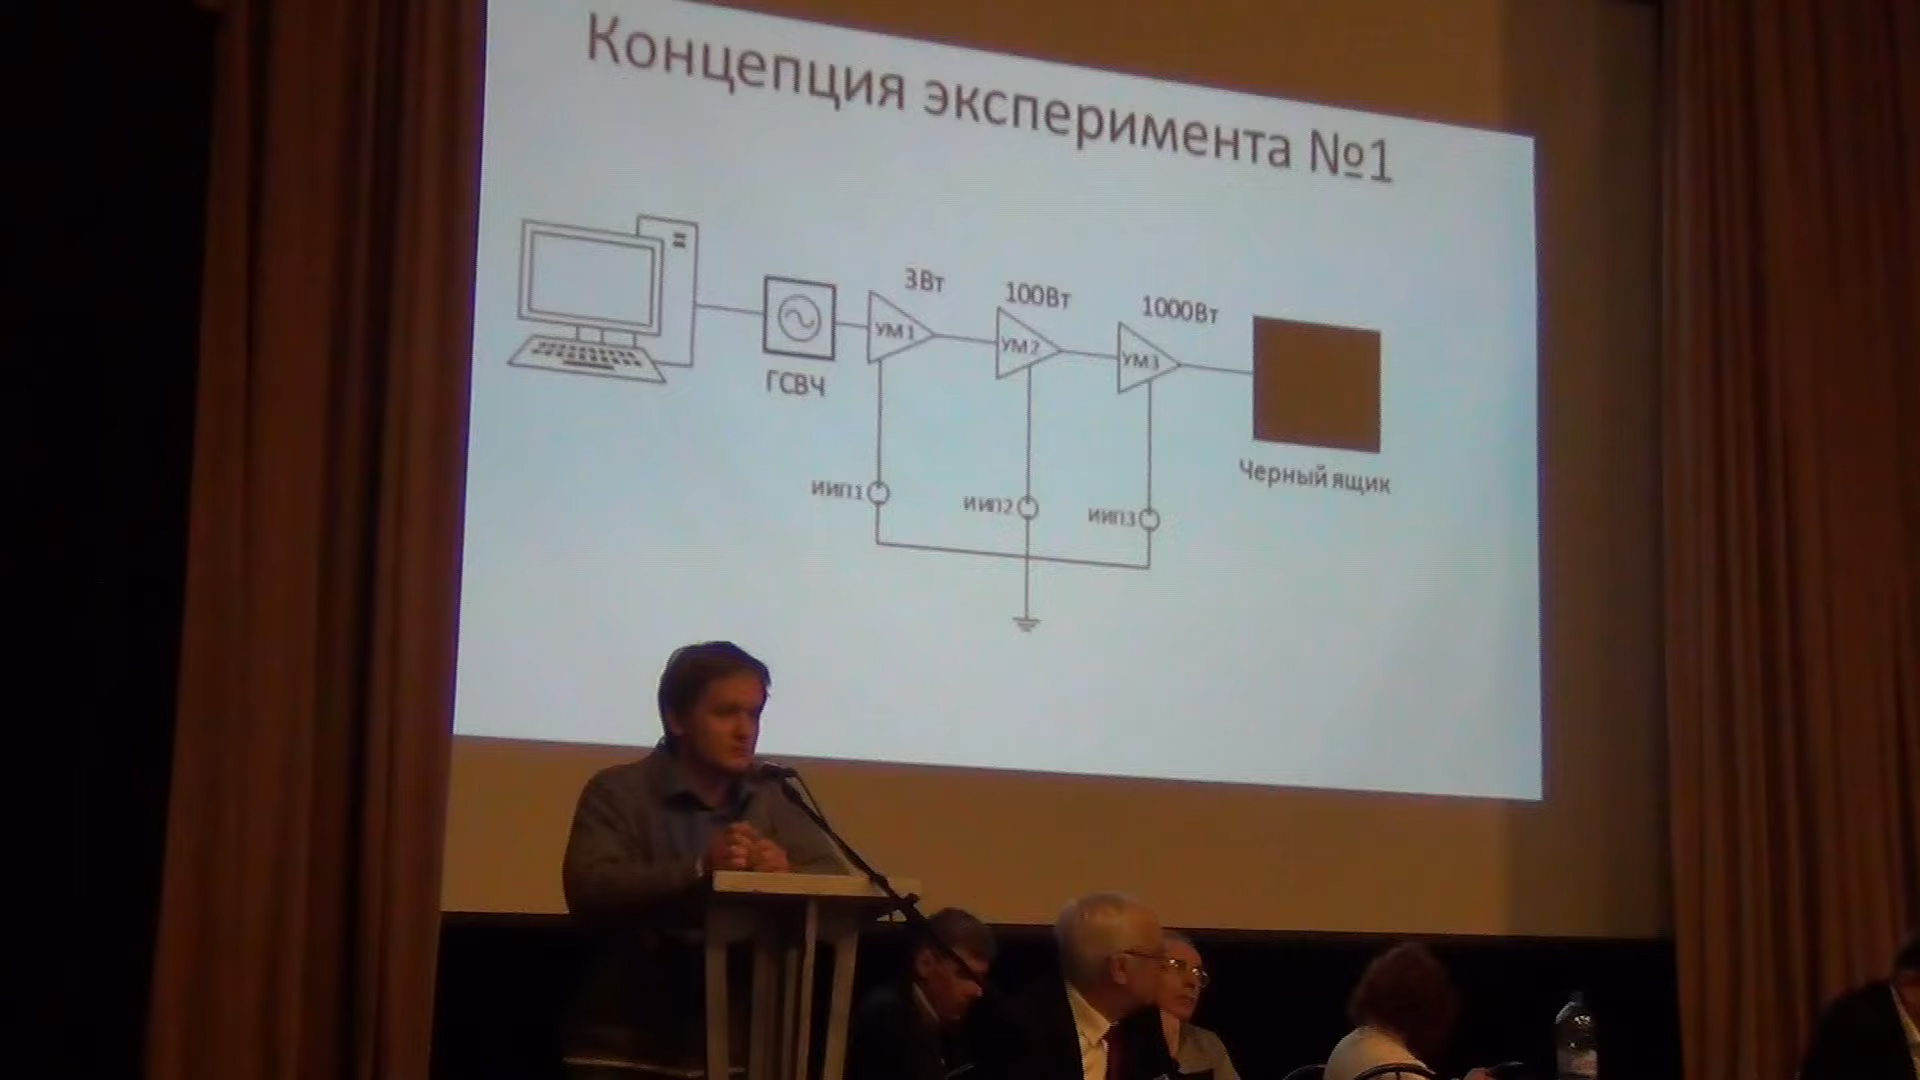 Концепция эксперимента №1
3Вт
100Вт
1000Вт
УМ1
УМ2
УМ3
ГСВЧ
Черный ящик
ИИП1
ИИП2
ИИП3